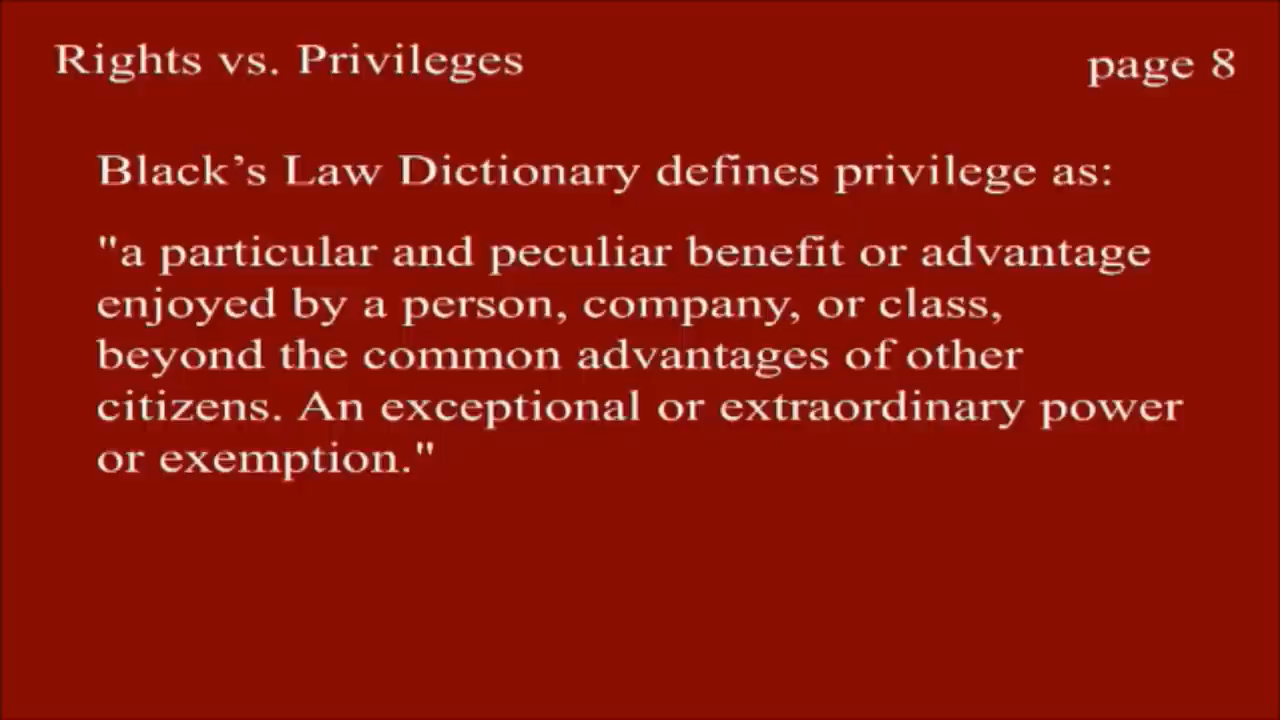 Rights vs. Privileges
page 8
Black’s Law Dictionary defines privilege as:
"a particular and peculiar benefit or advantage
enjoyed by a person, company, or class,
beyond the common advantages of other
citizens. An exceptional or extraordinary power
or exemption."